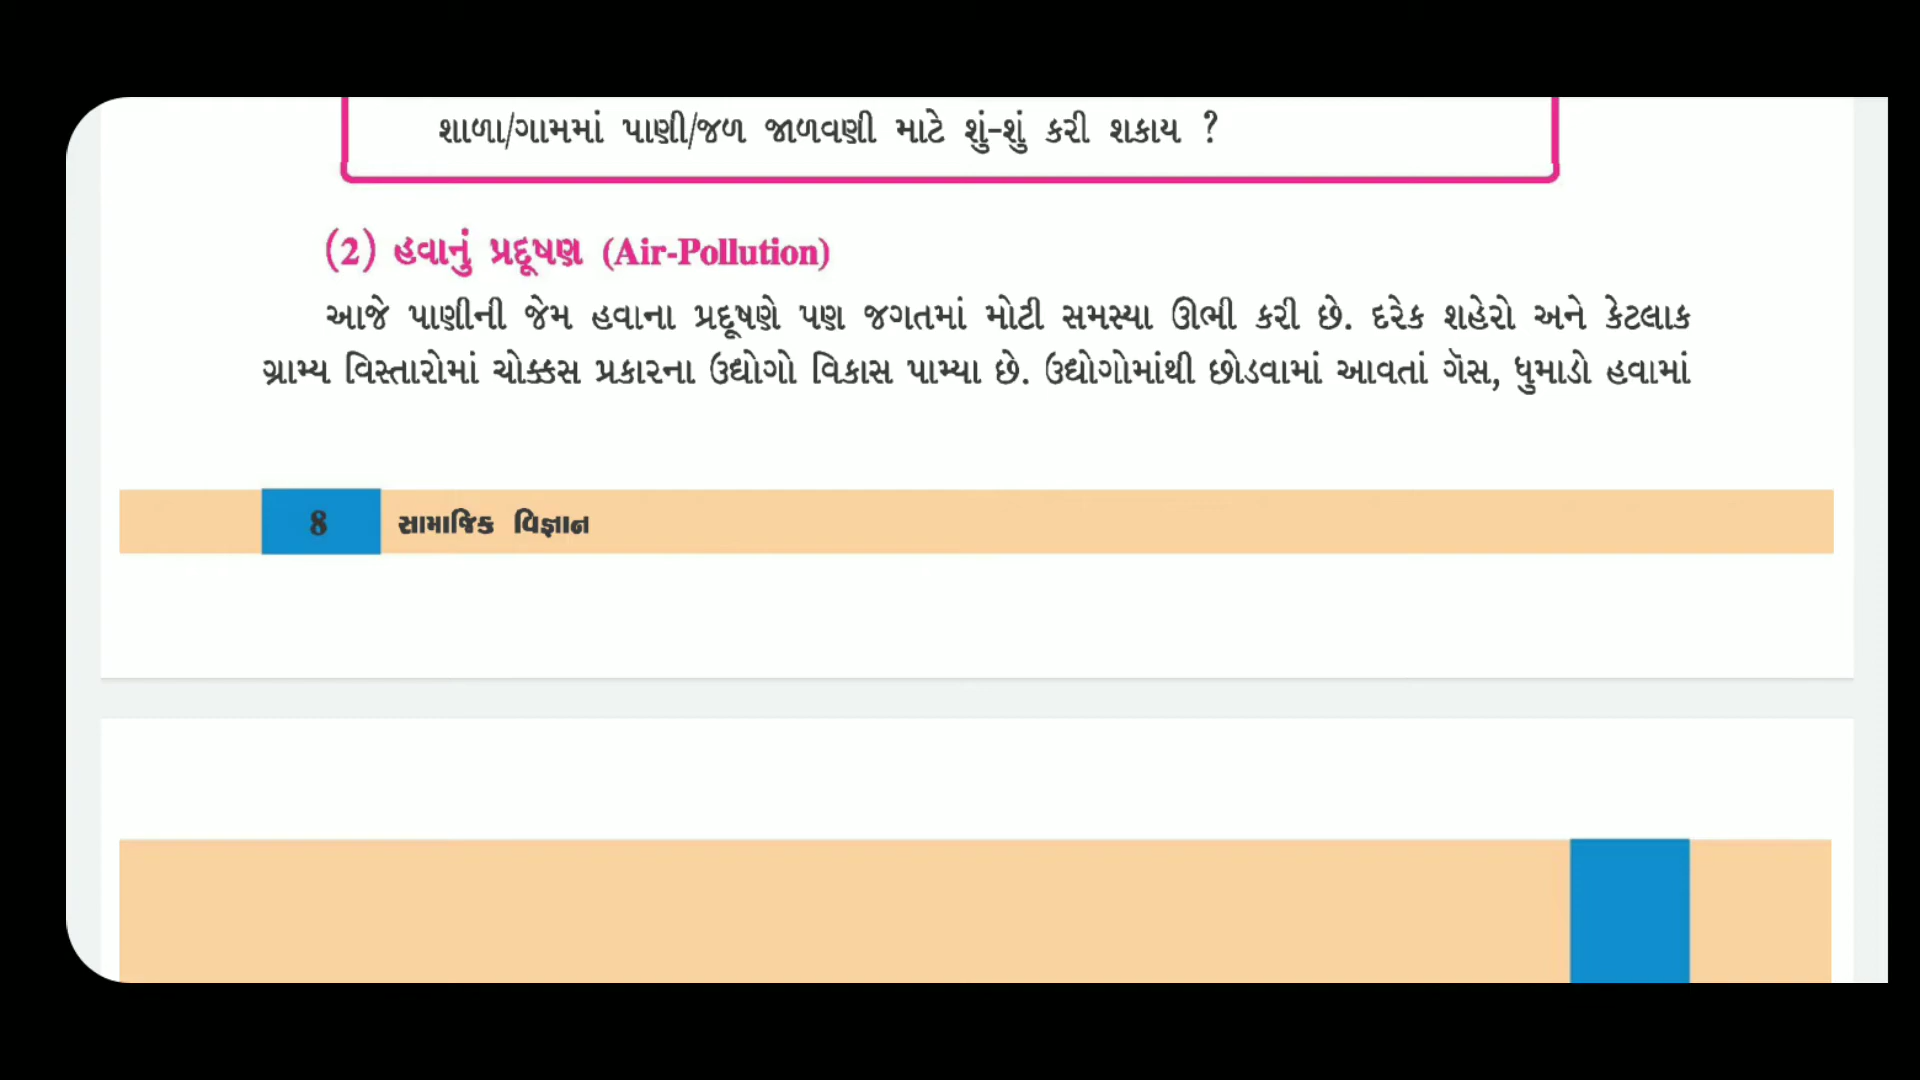 શાળા/ગામમાં પાણી/જળ જાળવણી માટે શું-શું કરી શકાય ?
(2) હવાનું પ્રદૂષણ (Air-Pollution)
આજે પાણીની જેમ હવાના પ્રદૂષણે પણ જગતમાં મોટી સમસ્યા ઊભી કરી છે. દરેક શહેરો અને કેટલાક
ગ્રામ્ય વિસ્તારોમાં ચોક્કસ પ્રકારના ઉદ્યોગો વિકાસ પામ્યા છે. ઉદ્યોગોમાંથી છોડવામાં આવતાં ગૅસ, ધુમાડો હવામાં
8 સામાજિક વિજ્ઞાન